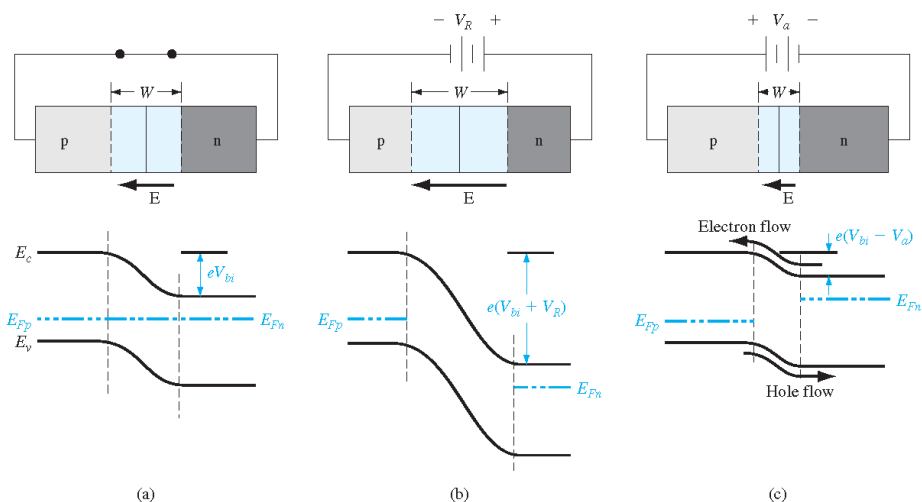 − V_R +
+ V_a −
W
W
W
p
n
p
n
p
n
E
E
E
E_c
eV_bi
E_Fp
E_Fn
E_v
e(V_bi + V_R)
E_Fp
E_Fn
Electron flow
e(V_bi − V_a)
E_Fn
E_Fp
Hole flow
(a)
(b)
(c)